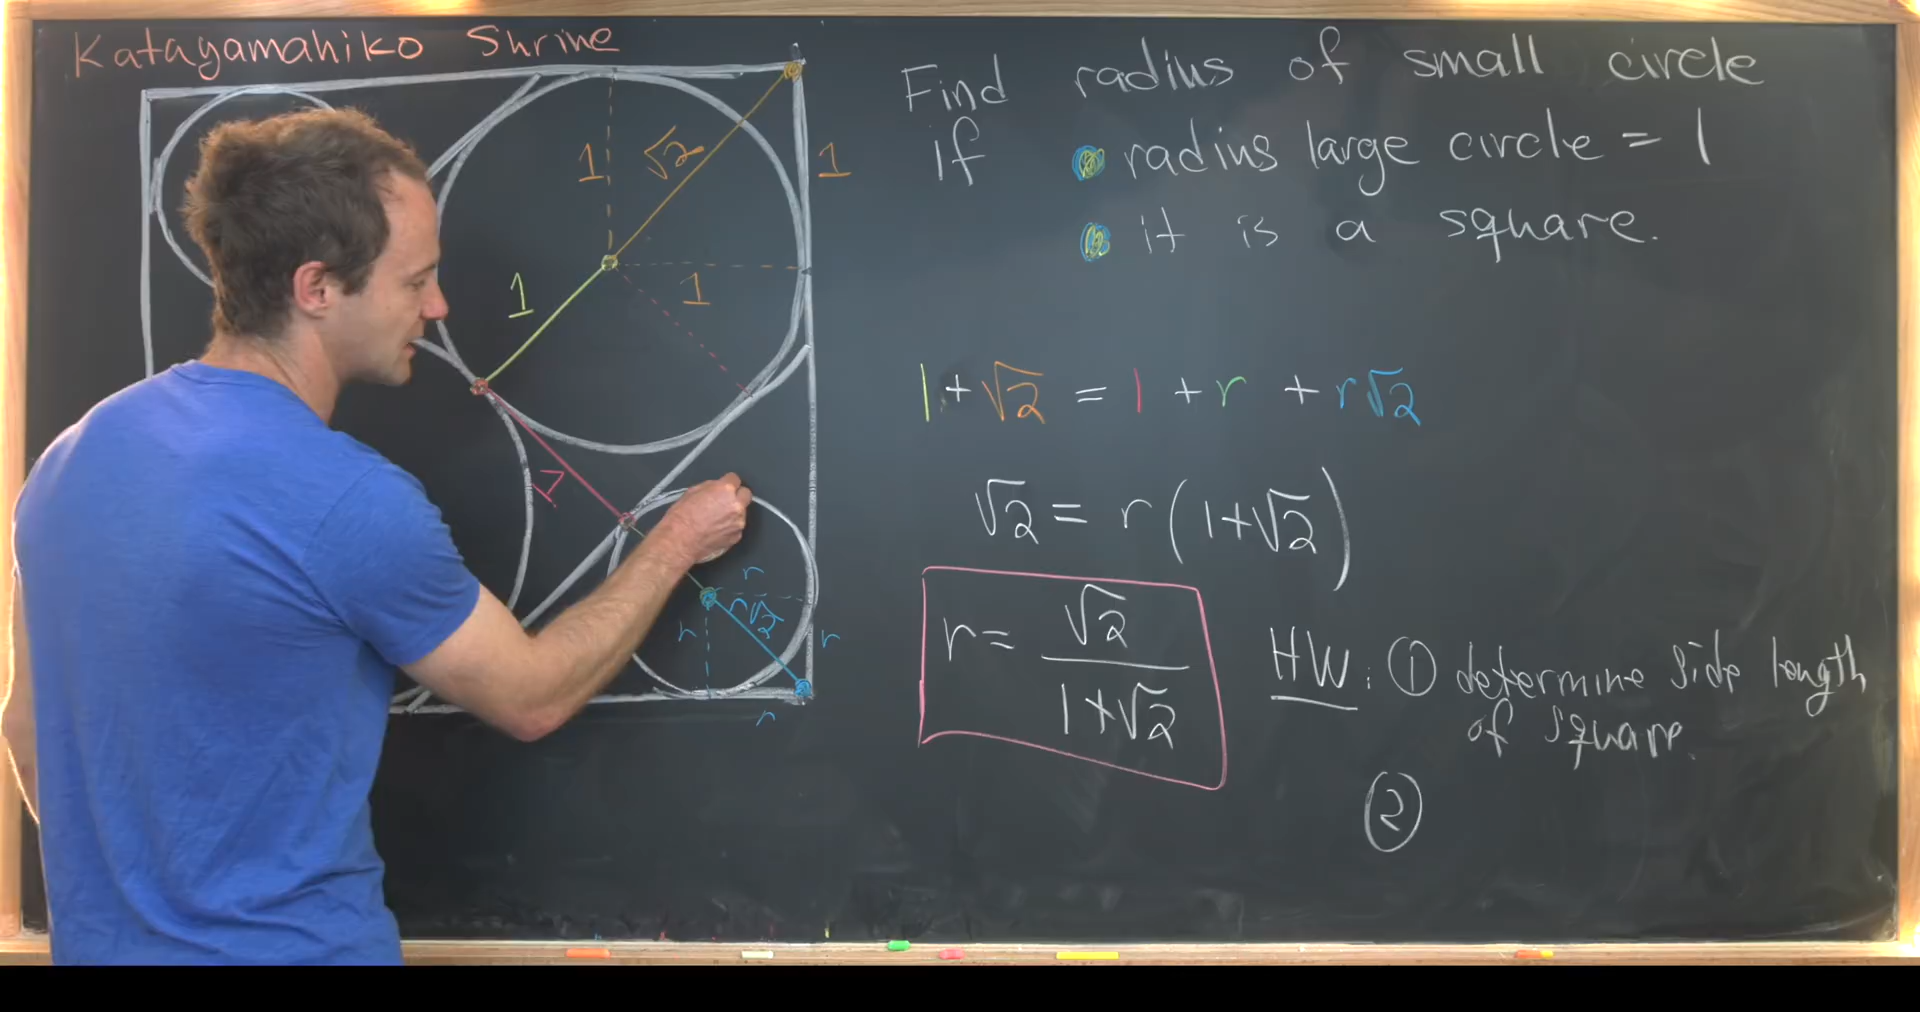 Katayamahiko Shrine
Find radius of small circle
if radius large circle = 1
it is a square.
1 √2 1
1 1
1
r
r r√2 r
r
1 + √2 = 1 + r + r√2
√2 = r(1+√2)
r = √2 / 1+√2
HW: ① determine side length
of square.
②